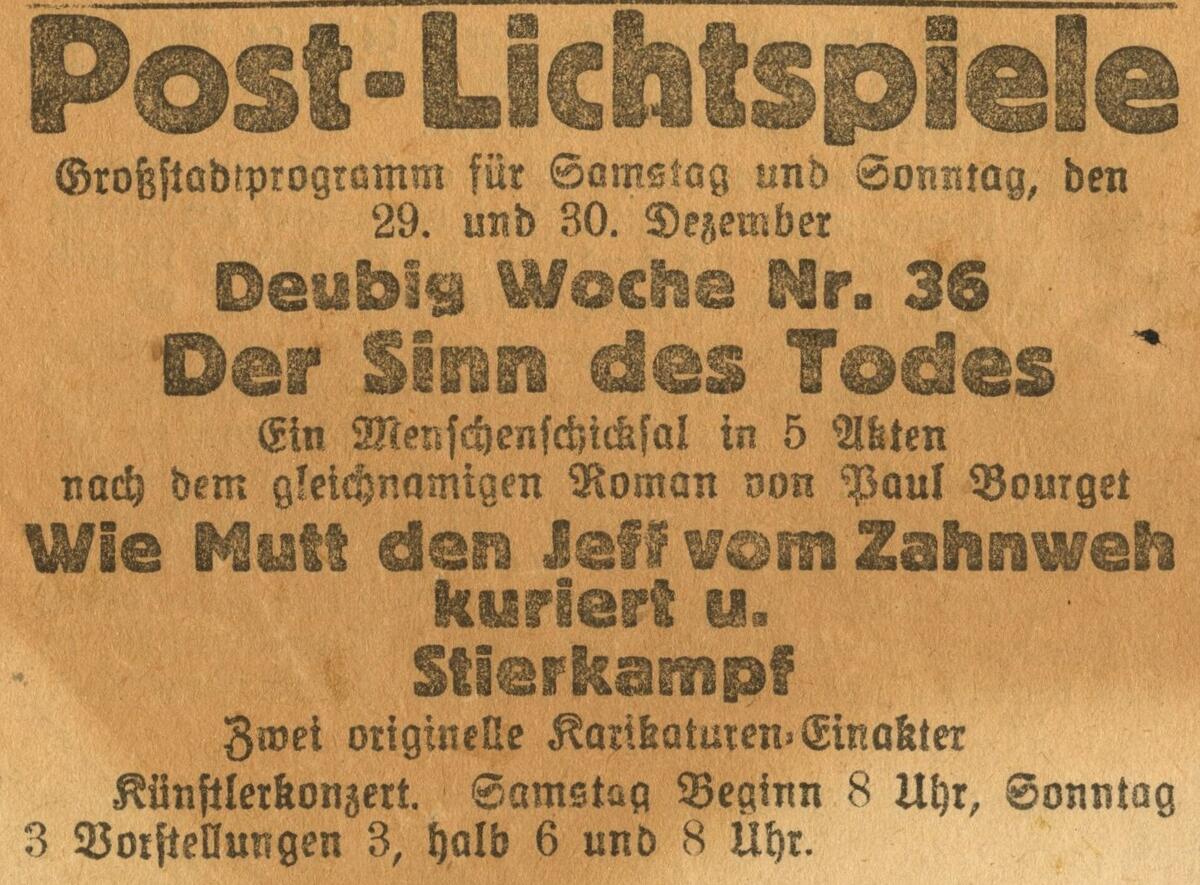 Post-Lichtspiele
Großstadtprogramm für Samstag und Sonntag, den
29. und 30. Dezember
Deubig Woche Nr. 36
Der Sinn des Todes
Ein Menschenschicksal in 5 Akten
nach dem gleichnamigen Roman von Paul Bourget
Wie Mutt den Jeff vom Zahnweh
kuriert u.
Stierkampf
Zwei originelle Karikaturen-Einakter
Künstlerkonzert. Samstag Beginn 8 Uhr, Sonntag
3 Vorstellungen 3, halb 6 und 8 Uhr.